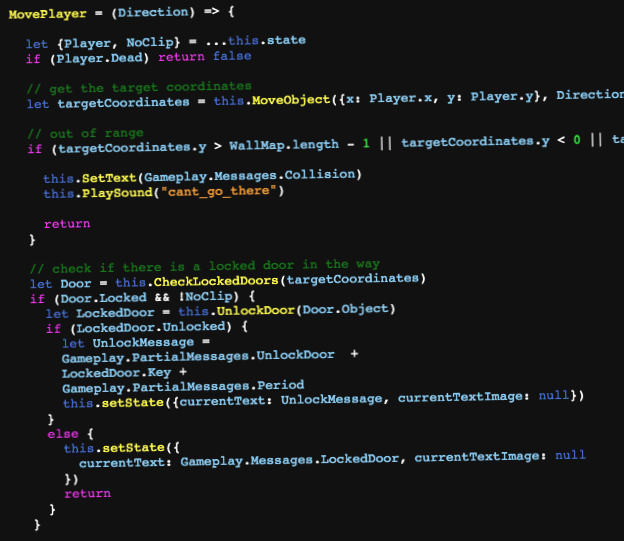 MovePlayer = (Direction) => {
let {Player, NoClip} = ...this.state
if (Player.Dead) return false
// get the target coordinates
let targetCoordinates = this.MoveObject({x: Player.x, y: Player.y}, Direction
// out of range
if (targetCoordinates.y > WallMap.length - 1 || targetCoordinates.y < 0 || ta
this.SetText(Gameplay.Messages.Collision)
this.PlaySound("cant_go_there")
return
}
// check if there is a locked door in the way
let Door = this.CheckLockedDoors(targetCoordinates)
if (Door.Locked && !NoClip) {
let LockedDoor = this.UnlockDoor(Door.Object)
if (LockedDoor.Unlocked) {
let UnlockMessage =
Gameplay.PartialMessages.UnlockDoor +
LockedDoor.Key +
Gameplay.PartialMessages.Period
this.setState({currentText: UnlockMessage, currentTextImage: null})
}
else {
this.setState({
currentText: Gameplay.Messages.LockedDoor, currentTextImage: null
})
return
}
}